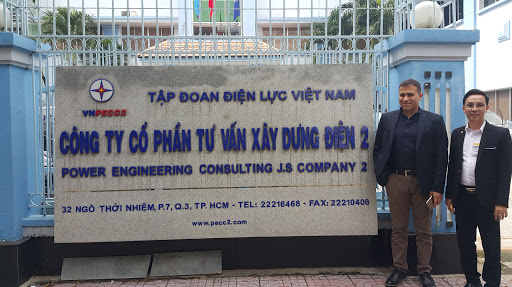 TẬP ĐOÀN ĐIỆN LỰC VIỆT NAM
VNPECC2
CÔNG TY CỔ PHẦN TƯ VẤN XÂY DỰNG ĐIỆN 2
POWER ENGINEERING CONSULTING J.S COMPANY 2
32 NGÔ THỜI NHIỆM, P.7, Q.3, TP. HCM - TEL: 22216468 - FAX: 22210408
www.pecc2.com